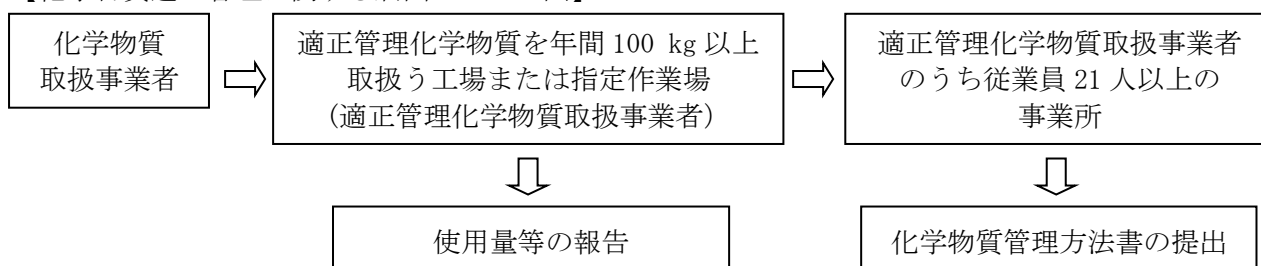 化学物質
取扱事業者
適正管理化学物質を年間 100 kg 以上
取扱う工場または指定作業場
(適正管理化学物質取扱事業者)
適正管理化学物質取扱事業者
のうち従業員 21 人以上の
事業所
使用量等の報告
化学物質管理方法書の提出